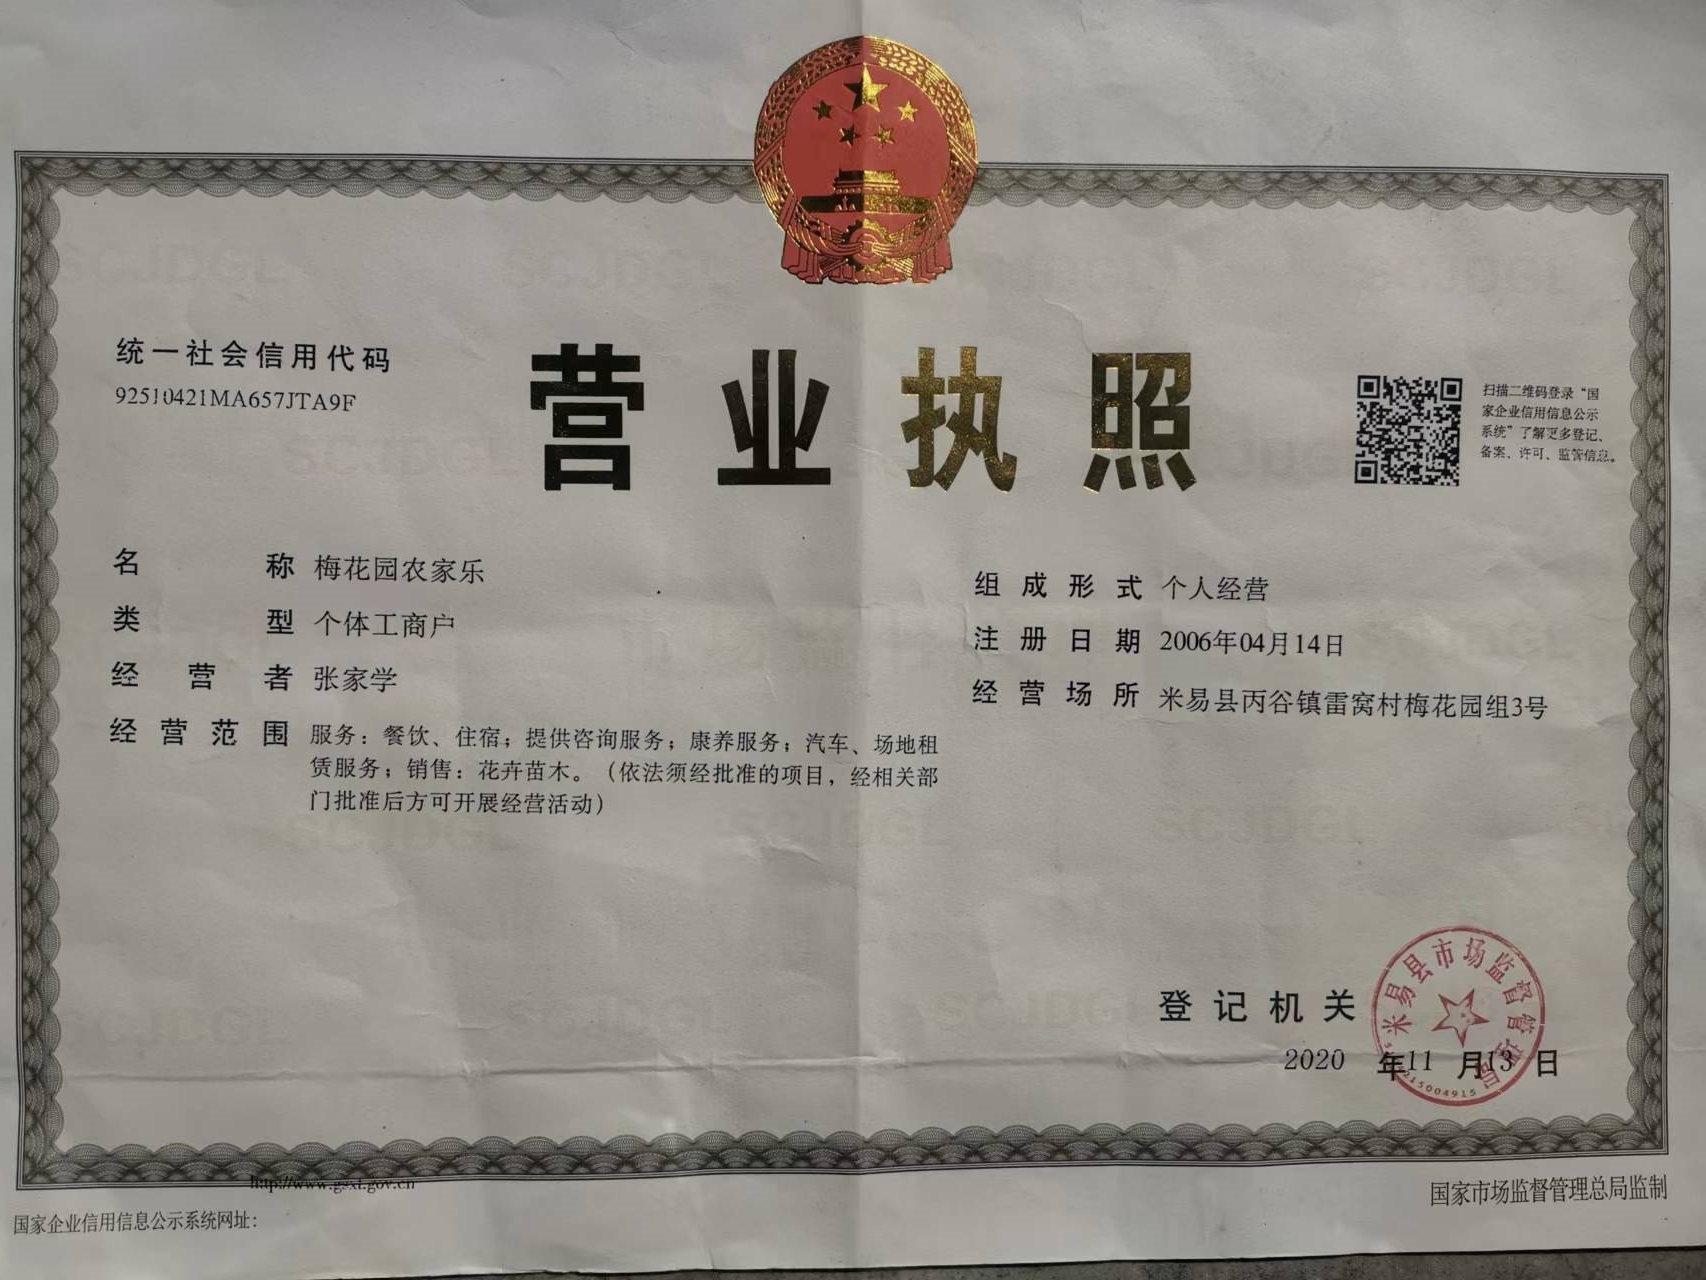 统一社会信用代码
92510421MA657JTA9F
营业执照
扫描二维码登录“国
家企业信用信息公示
系统”了解更多登记、
备案、许可、监管信息。
名称 梅花园农家乐
类型 个体工商户
经营者 张家学
经营范围 服务：餐饮、住宿；提供咨询服务；康养服务；汽车、场地租
赁服务；销售：花卉苗木。（依法须经批准的项目，经相关部
门批准后方可开展经营活动）
组成形式 个人经营
注册日期 2006年04月14日
经营场所 米易县丙谷镇雷窝村梅花园组3号
登记机关
米易县市场监督管理局
2020 年11 月13 日
http://www.gsxt.gov.cn
国家企业信用信息公示系统网址：
国家市场监督管理总局监制
SCJDGL